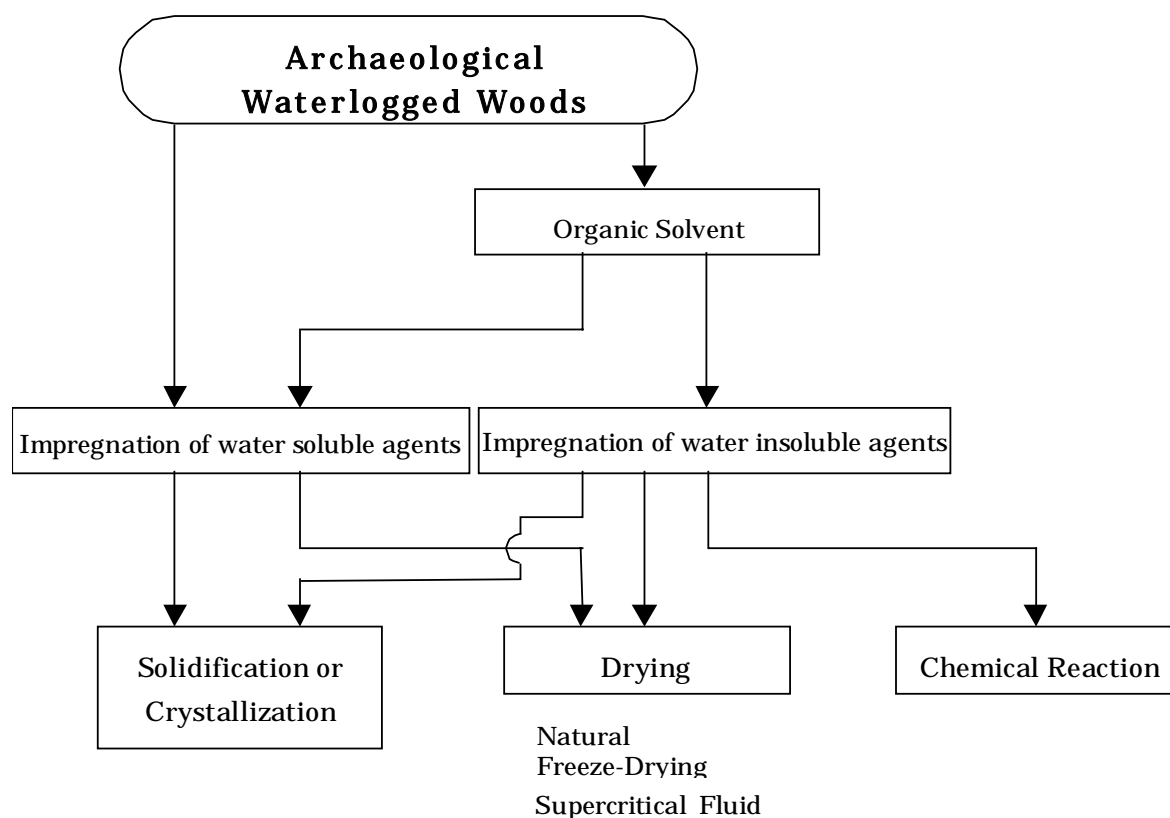 Archaeological
Waterlogged Woods
Organic Solvent
Impregnation of water soluble agents
Impregnation of water insoluble agents
Solidification or
Crystallization
Drying
Chemical Reaction
Natural
Freeze-Drying
Supercritical Fluid